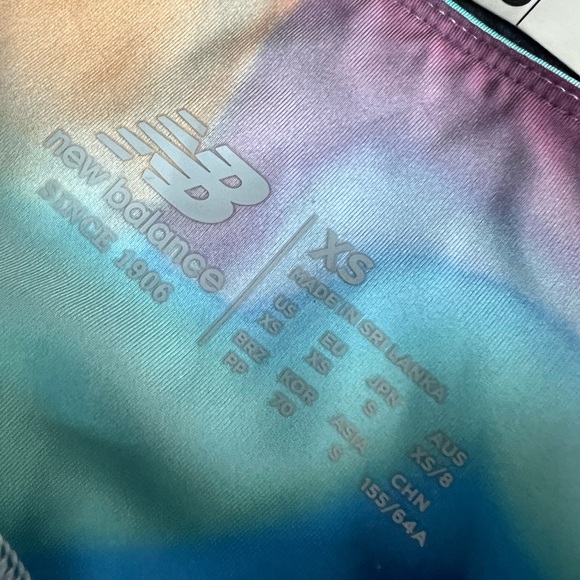 NB
new balance
SINCE 1906
XS
MADE IN SRI LANKA
US EU JPN AUS
XS XS S XS/8
BRZ KOR ASIA CHN
PP 70 S 155/64A